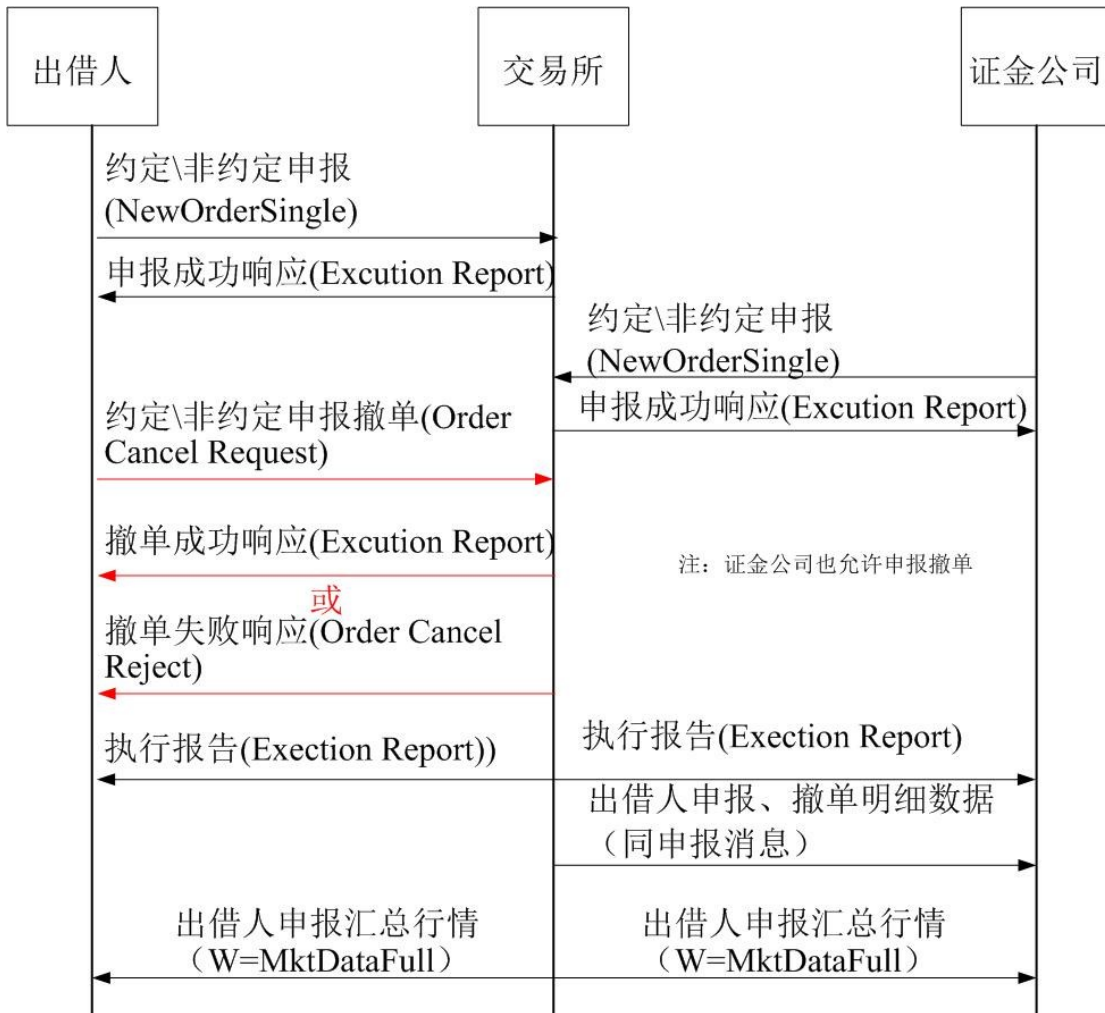 出借人
交易所
证金公司
约定\非约定申报
(NewOrderSingle)
申报成功响应(Excution Report)
约定\非约定申报
(NewOrderSingle)
申报成功响应(Excution Report)
约定\非约定申报撤单(Order
Cancel Request)
撤单成功响应(Excution Report)
注：证金公司也允许申报撤单
或
撤单失败响应(Order Cancel
Reject)
执行报告(Exection Report))
执行报告(Exection Report)
出借人申报、撤单明细数据
（同申报消息）
出借人申报汇总行情
（W=MktDataFull）
出借人申报汇总行情
（W=MktDataFull）